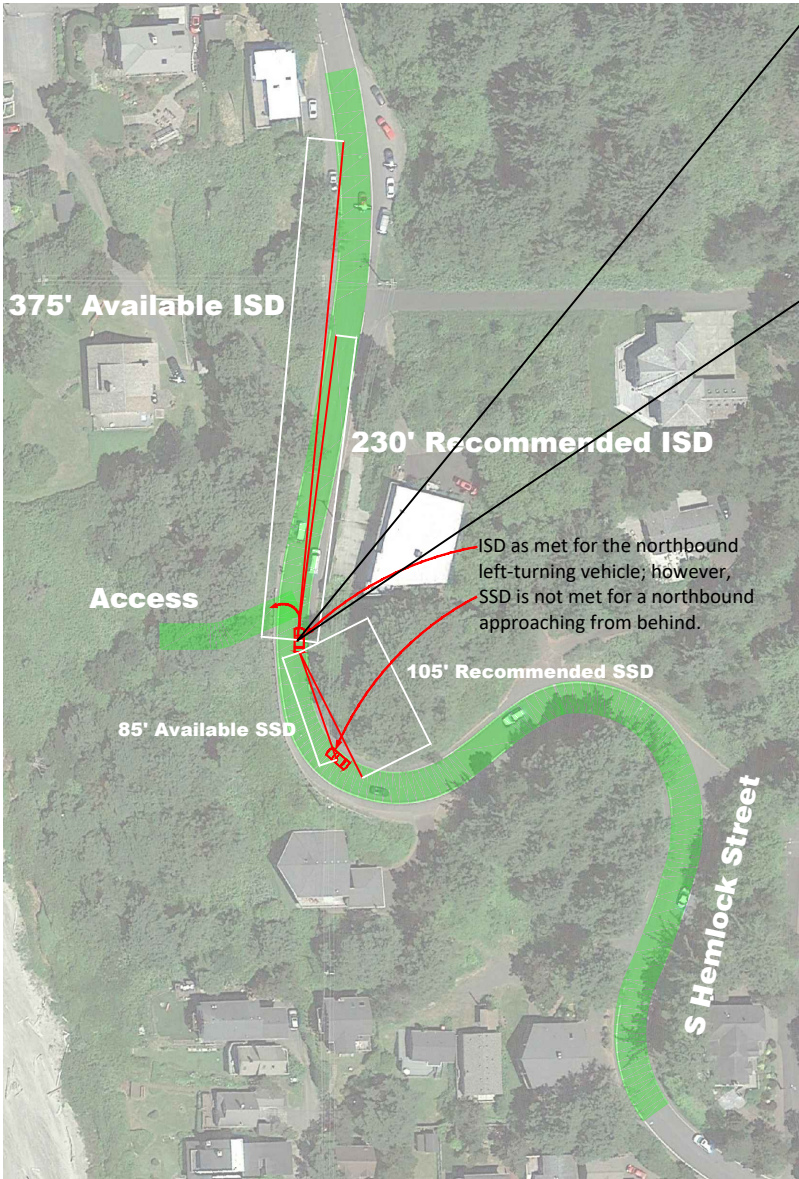 375' Available ISD
230' Recommended ISD
ISD as met for the northbound
left-turning vehicle; however,
SSD is not met for a northbound
approaching from behind.
Access
105' Recommended SSD
85' Available SSD
S Hemlock Street